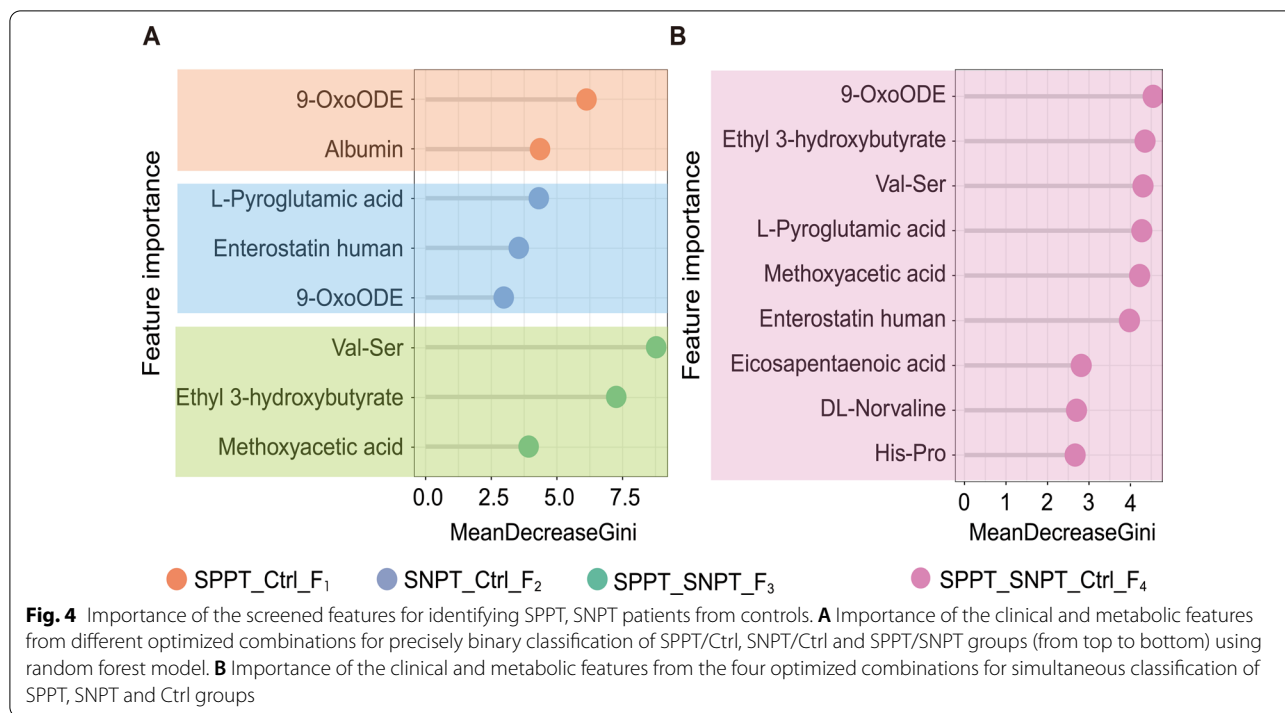 A
Feature importance
9-OxoODE
Albumin
L-Pyroglutamic acid
Enterostatin human
9-OxoODE
Val-Ser
Ethyl 3-hydroxybutyrate
Methoxyacetic acid
0.0 2.5 5.0 7.5
MeanDecreaseGini
B
Feature importance
9-OxoODE
Ethyl 3-hydroxybutyrate
Val-Ser
L-Pyroglutamic acid
Methoxyacetic acid
Enterostatin human
Eicosapentaenoic acid
DL-Norvaline
His-Pro
0 1 2 3 4
MeanDecreaseGini
SPPT_Ctrl_F₁ SNPT_Ctrl_F₂ SPPT_SNPT_F₃ SPPT_SNPT_Ctrl_F₄
Fig. 4 Importance of the screened features for identifying SPPT, SNPT patients from controls. A Importance of the clinical and metabolic features
from different optimized combinations for precisely binary classification of SPPT/Ctrl, SNPT/Ctrl and SPPT/SNPT groups (from top to bottom) using
random forest model. B Importance of the clinical and metabolic features from the four optimized combinations for simultaneous classification of
SPPT, SNPT and Ctrl groups